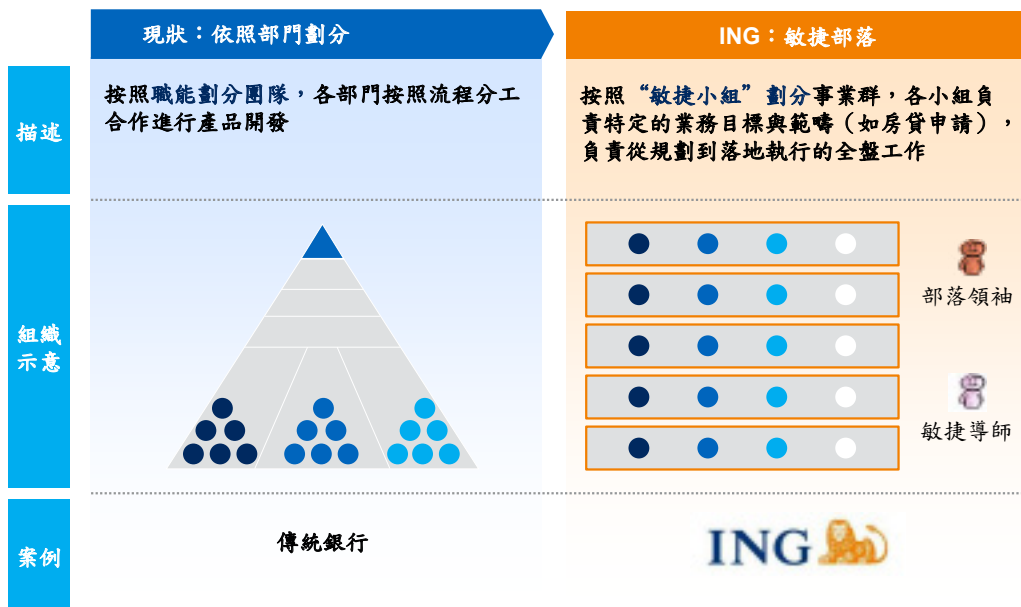 現狀：依照部門劃分
ING：敏捷部落
描述
按照職能劃分團隊，各部門按照流程分工
合作進行產品開發
按照“敏捷小組”劃分事業群，各小組負
責特定的業務目標與範疇（如房貸申請），
負責從規劃到落地執行的全盤工作
組織
示意
部落領袖
敏捷導師
案例
傳統銀行
ING